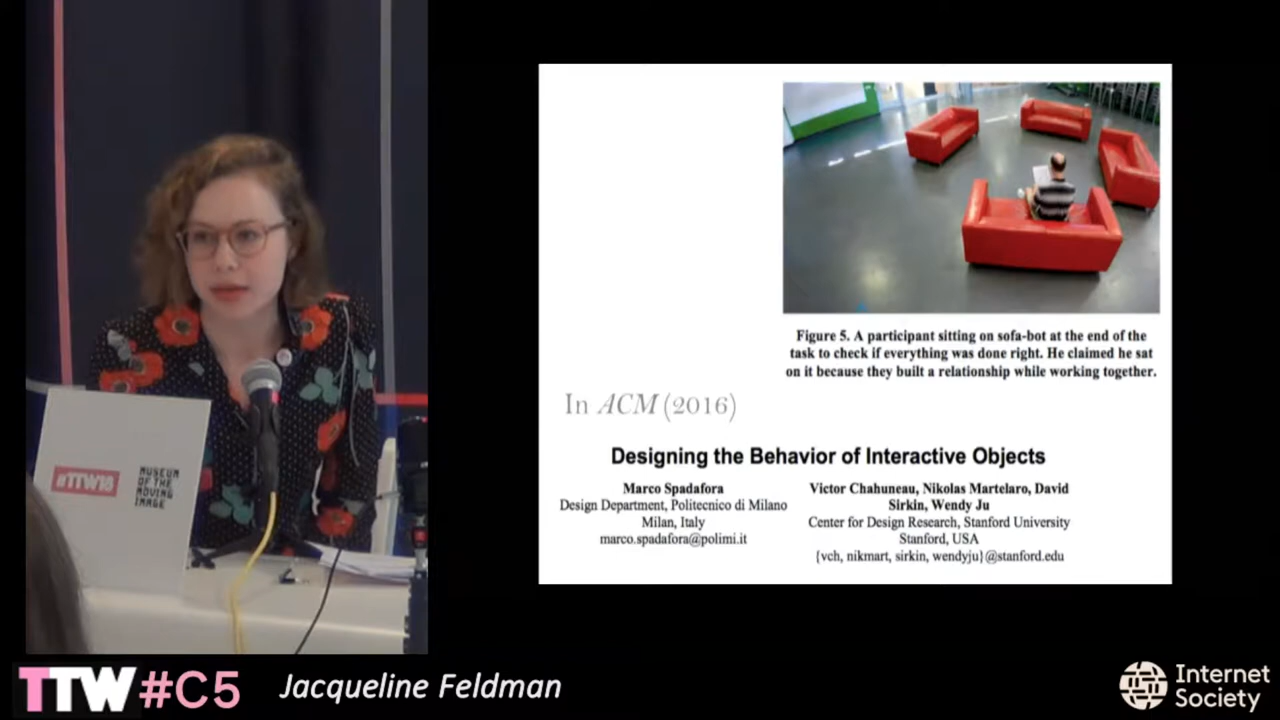 #TTW18
MUSEUM
OF THE
MOVING
IMAGE
Figure 5. A participant sitting on sofa-bot at the end of the
task to check if everything was done right. He claimed he sat
on it because they built a relationship while working together.
In ACM (2016)
Designing the Behavior of Interactive Objects
Marco Spadafora
Design Department, Politecnico di Milano
Milan, Italy
marco.spadafora@polimi.it
Victor Chahuneau, Nikolas Martelaro, David
Sirkin, Wendy Ju
Center for Design Research, Stanford University
Stanford, USA
{vch, nikmart, sirkin, wendyju}@stanford.edu
TTW #C5
Jacqueline Feldman
Internet
Society